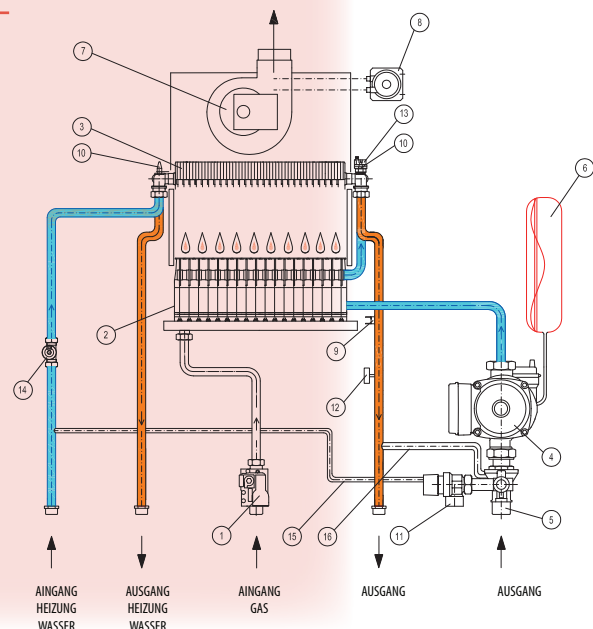 8
7
13
3
10
10
6
2
9
14
12
4
1
15
16
11
5
AINGANG
HEIZUNG
WASSER
AUSGANG
HEIZUNG
WASSER
AINGANG
GAS
AUSGANG
AUSGANG